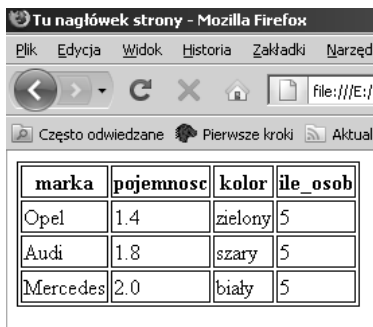 Tu nagłówek strony - Mozilla Firefox
Plik Edycja Widok Historia Zakładki Narzęd
file:///E:/
Często odwiedzane Pierwsze kroki Aktual
marka pojemnosc kolor ile_osob
Opel 1.4 zielony 5
Audi 1.8 szary 5
Mercedes 2.0 biały 5